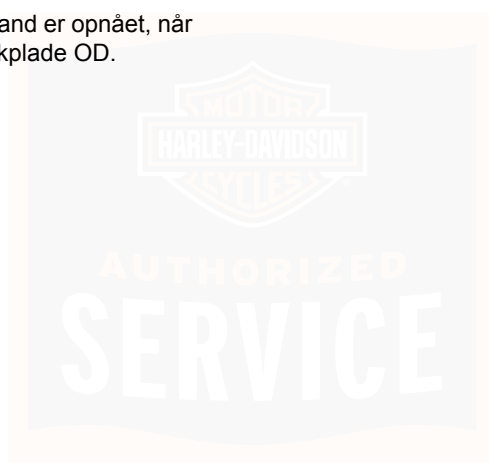 and er opnået, når
kplade OD.
MOTOR
HARLEY-DAVIDSON
CYCLES
AUTHORIZED
SERVICE